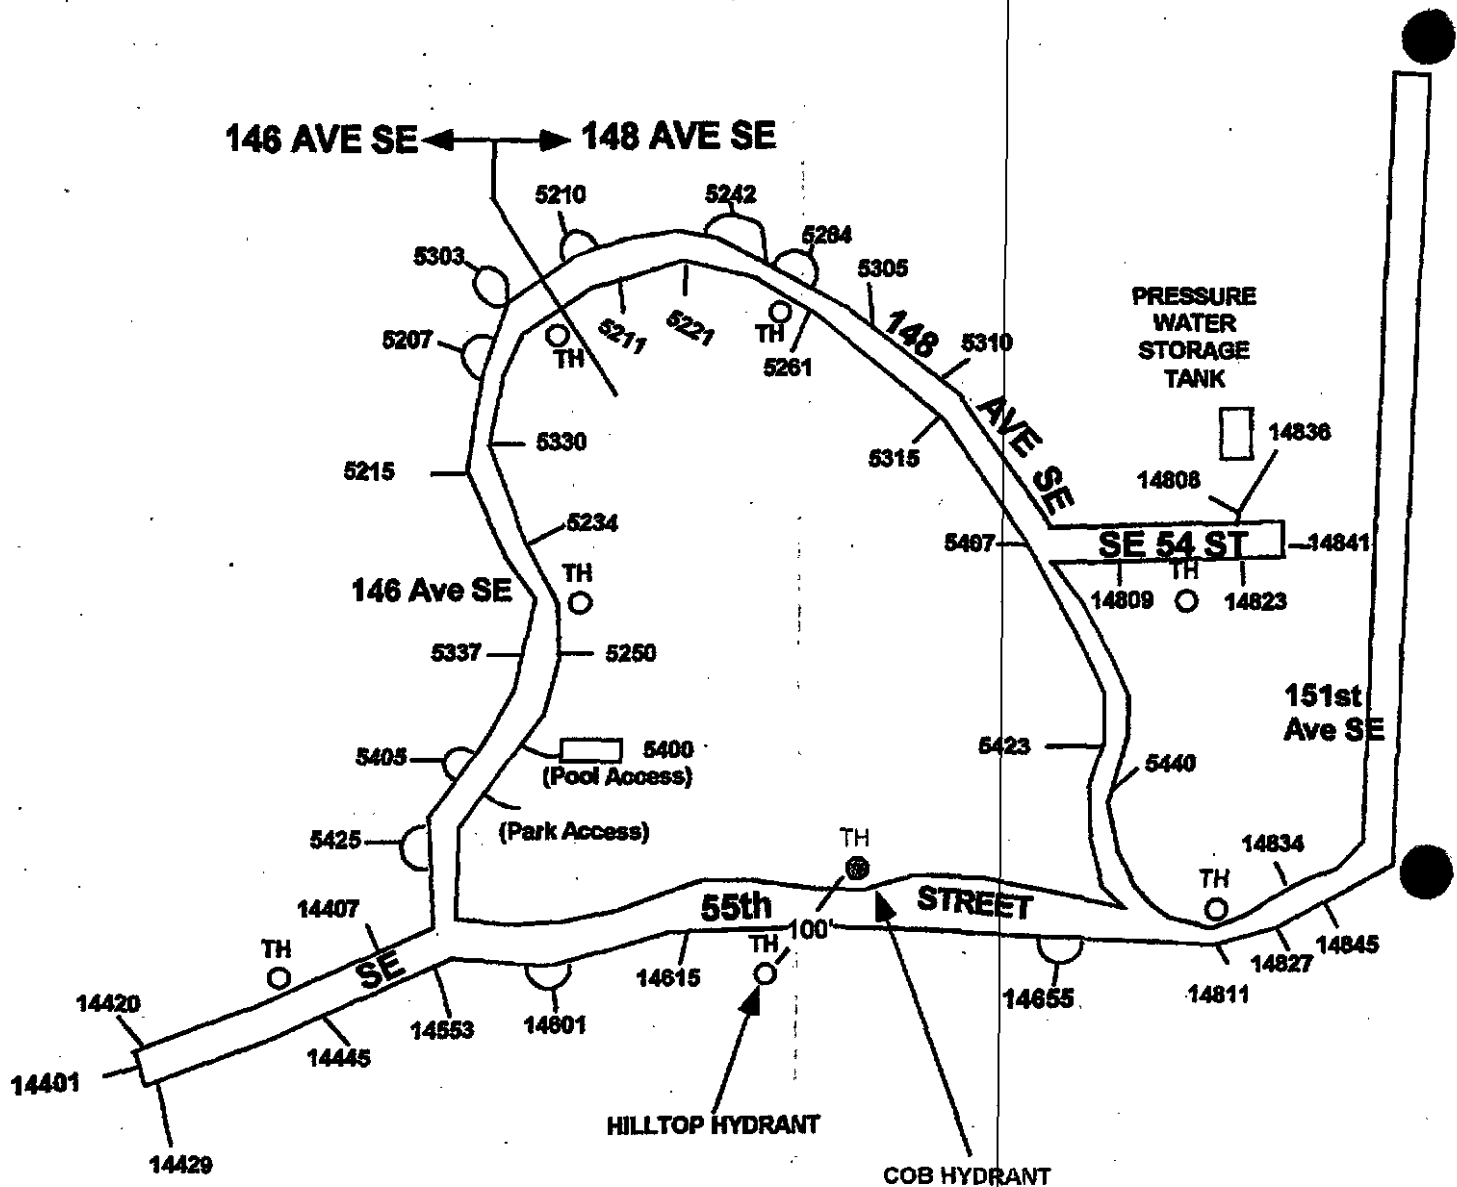 146 AVE SE
148 AVE SE
5210
5242
5303
5264
5305
5207
5211
5221
TH
TH
5261
148 AVE SE
5310
PRESSURE
WATER
STORAGE
TANK
5330
5215
5315
14836
14808
5234
5407
SE 54 ST
14841
146 Ave SE
TH
TH
14809
14823
5337
5250
151st
Ave SE
5405
5400
(Pool Access)
5423
5440
5425
(Park Access)
TH
14834
TH
14407
55th
STREET
100'
TH
SE
TH
14615
14845
14827
14655
14811
14420
14553
14601
14445
14401
HILLTOP HYDRANT
14429
COB HYDRANT